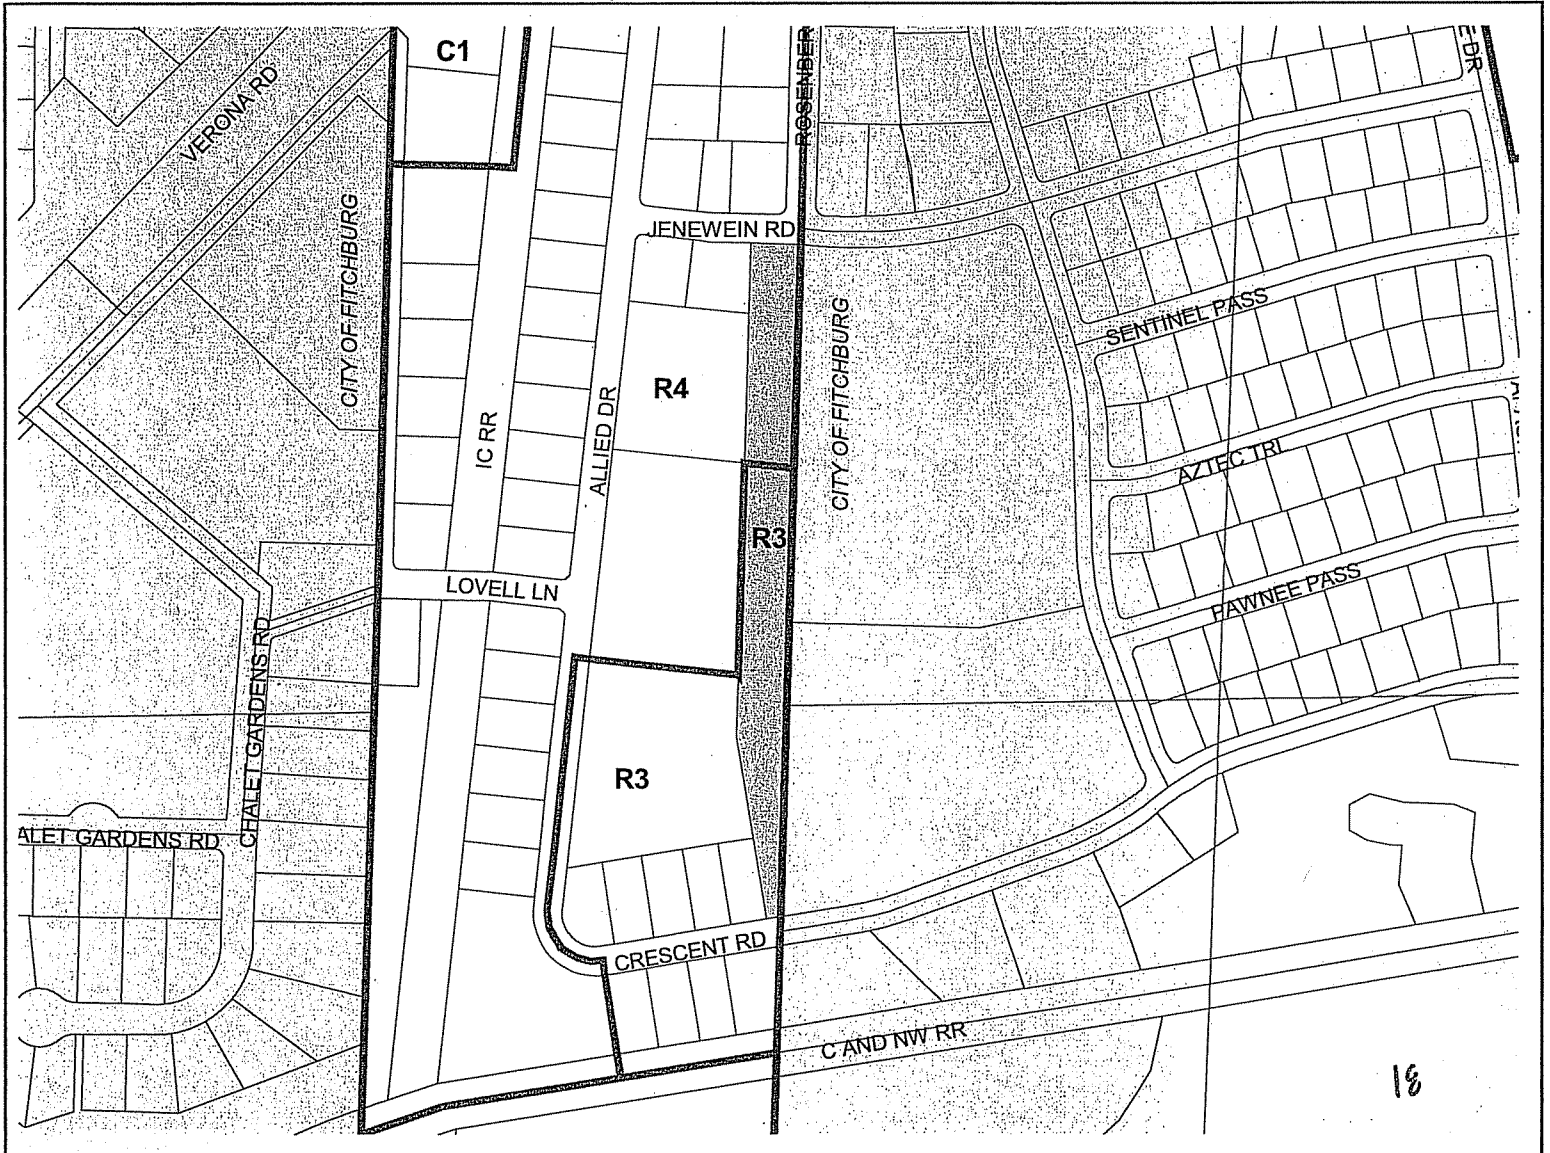 C1
VERONA RD
ROSENBER
E DR
CITY OF FITCHBURG
JENEWEIN RD
SENTINEL PASS
CITY OF FITCHBURG
R4
IC RR
ALLIED DR
AZTEC TRL
R3
LOVELL LN
PAWNEE PASS
CHALET GARDENS RD
R3
ALET GARDENS RD
CRESCENT RD
C AND NW RR
18